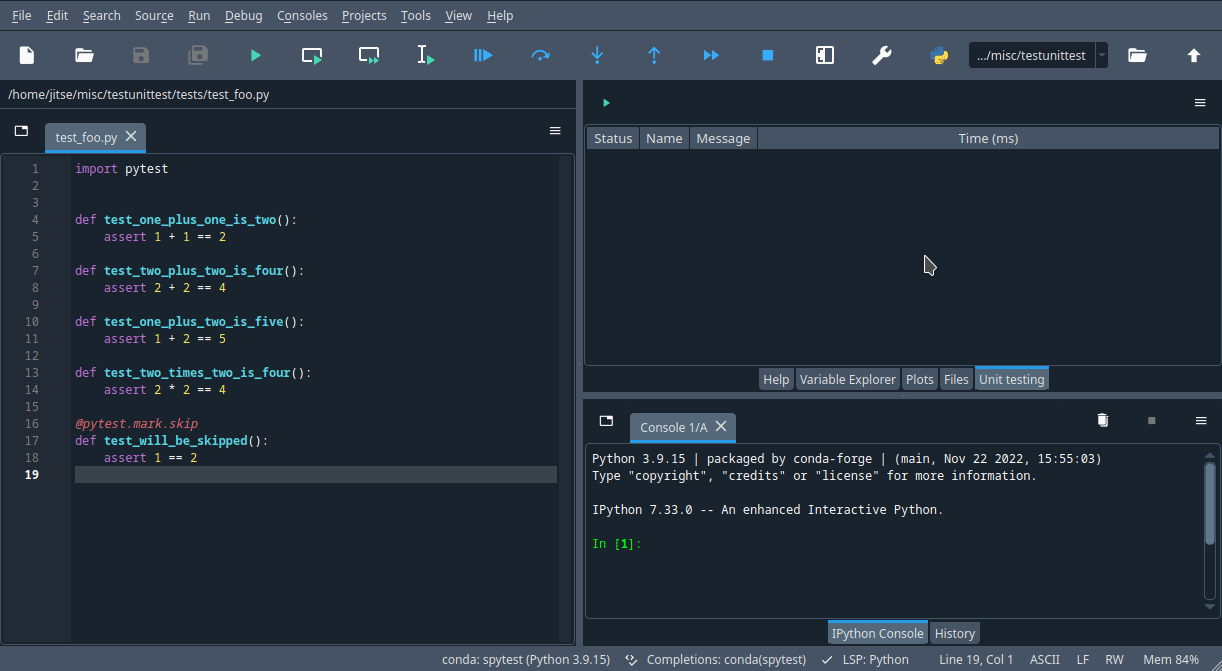 File Edit Search Source Run Debug Consoles Projects Tools View Help
.../misc/testunittest
/home/jitse/misc/testunittest/tests/test_foo.py
test_foo.py
1 import pytest
2
3
4 def test_one_plus_one_is_two():
5     assert 1 + 1 == 2
6
7 def test_two_plus_two_is_four():
8     assert 2 + 2 == 4
9
10 def test_one_plus_two_is_five():
11     assert 1 + 2 == 5
12
13 def test_two_times_two_is_four():
14     assert 2 * 2 == 4
15
16 @pytest.mark.skip
17 def test_will_be_skipped():
18     assert 1 == 2
19
Status Name Message Time (ms)
Help Variable Explorer Plots Files Unit testing
Console 1/A
Python 3.9.15 | packaged by conda-forge | (main, Nov 22 2022, 15:55:03)
Type "copyright", "credits" or "license" for more information.
IPython 7.33.0 -- An enhanced Interactive Python.
In [1]:
IPython Console History
conda: spytest (Python 3.9.15) Completions: conda(spytest) LSP: Python Line 19, Col 1 ASCII LF RW Mem 84%